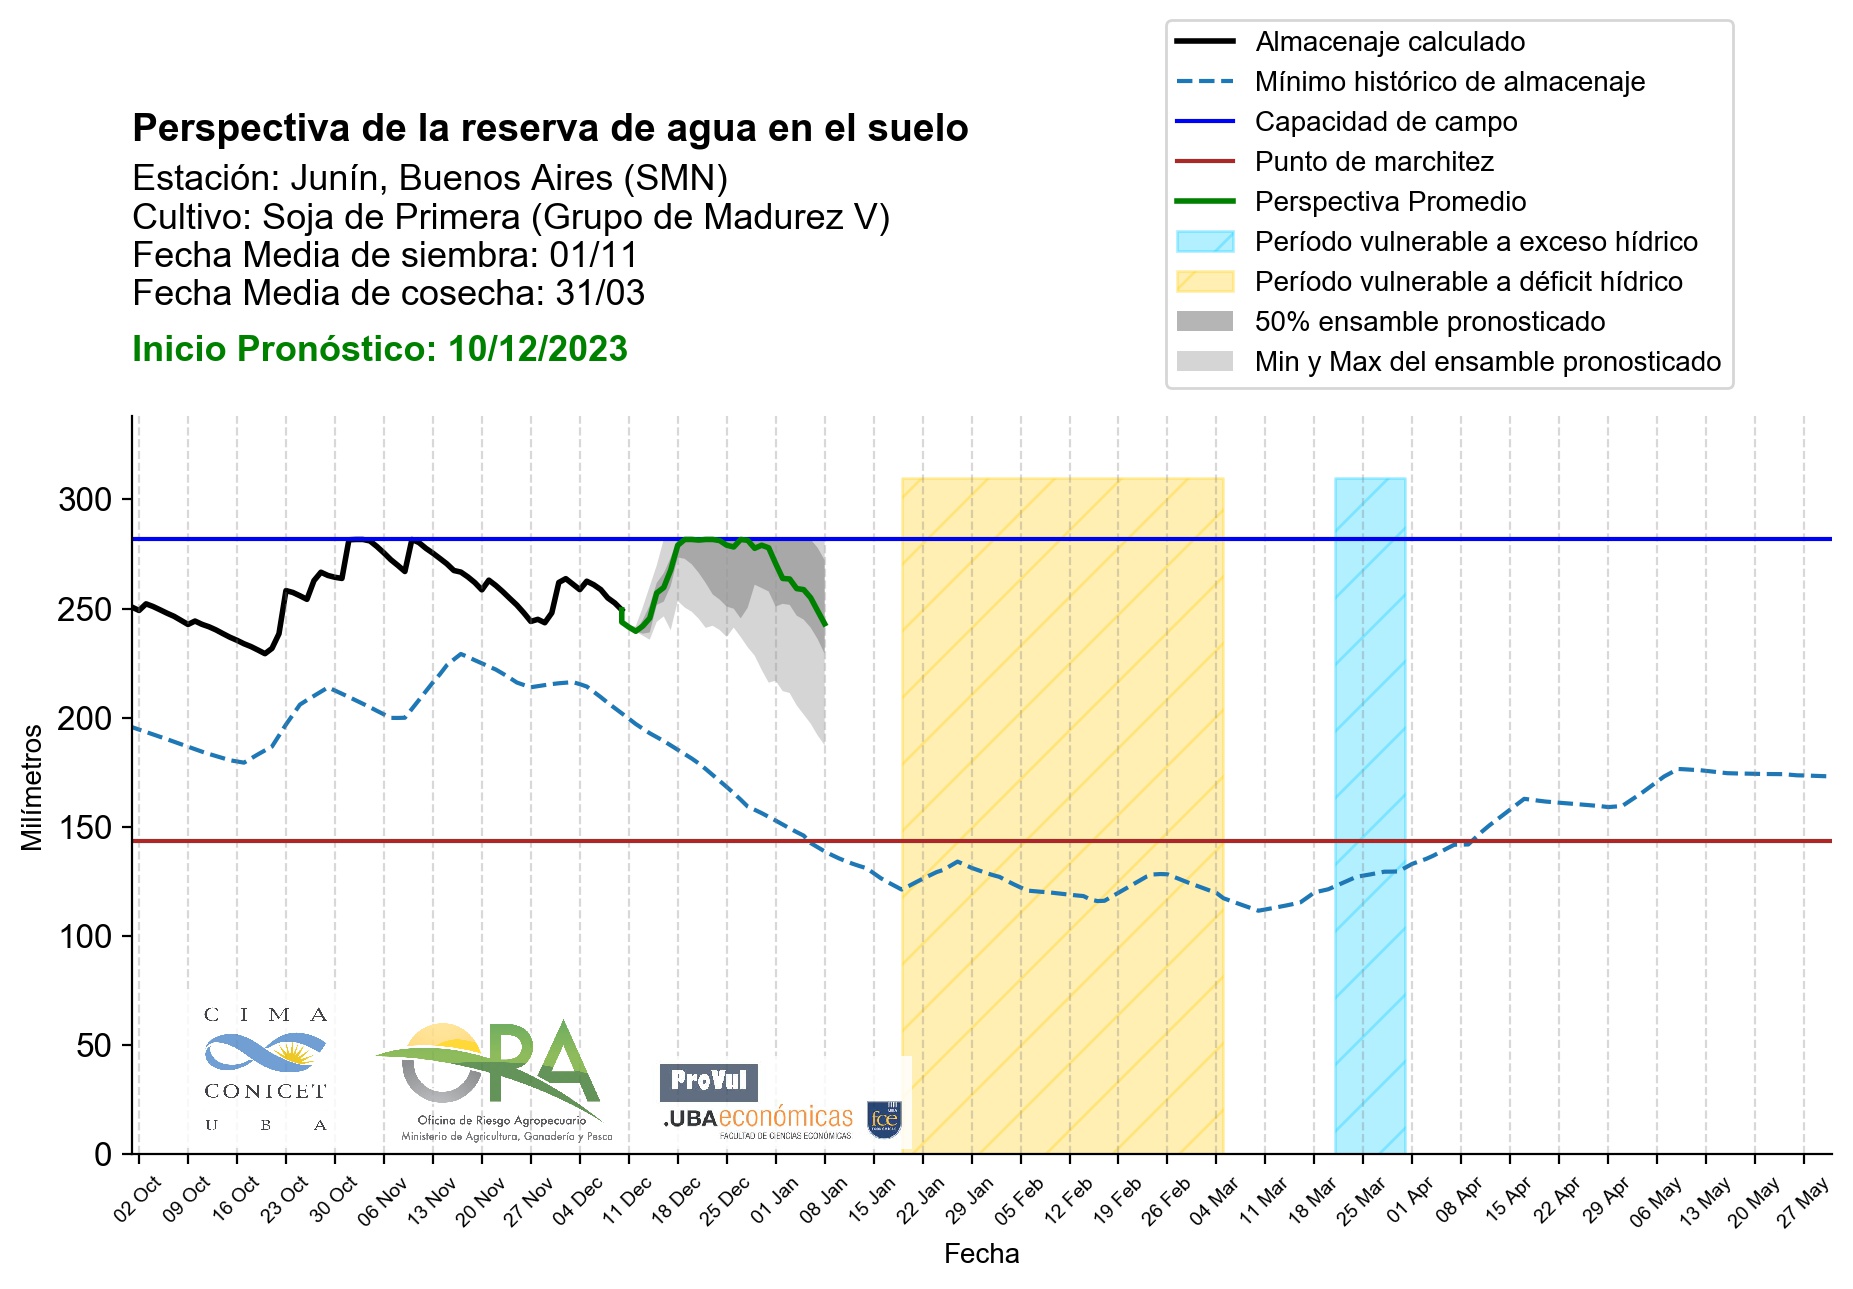 Almacenaje calculado
Mínimo histórico de almacenaje
Capacidad de campo
Punto de marchitez
Perspectiva Promedio
Período vulnerable a exceso hídrico
Período vulnerable a déficit hídrico
50% ensamble pronosticado
Min y Max del ensamble pronosticado
Perspectiva de la reserva de agua en el suelo
Estación: Junín, Buenos Aires (SMN)
Cultivo: Soja de Primera (Grupo de Madurez V)
Fecha Media de siembra: 01/11
Fecha Media de cosecha: 31/03
Inicio Pronóstico: 10/12/2023
Milímetros
300
250
200
150
100
50
0
CIMA
CONICET
UBA
ORA
Oficina de Riesgo Agropecuario
Ministerio de Agricultura, Ganadería y Pesca
ProVul
.UBAeconómicas
FACULTAD DE CIENCIAS ECONÓMICAS
fce
02 Oct
09 Oct
16 Oct
23 Oct
30 Oct
06 Nov
13 Nov
20 Nov
27 Nov
04 Dec
11 Dec
18 Dec
25 Dec
01 Jan
08 Jan
15 Jan
22 Jan
29 Jan
05 Feb
12 Feb
19 Feb
26 Feb
04 Mar
11 Mar
18 Mar
25 Mar
01 Apr
08 Apr
15 Apr
22 Apr
29 Apr
06 May
13 May
20 May
27 May
Fecha